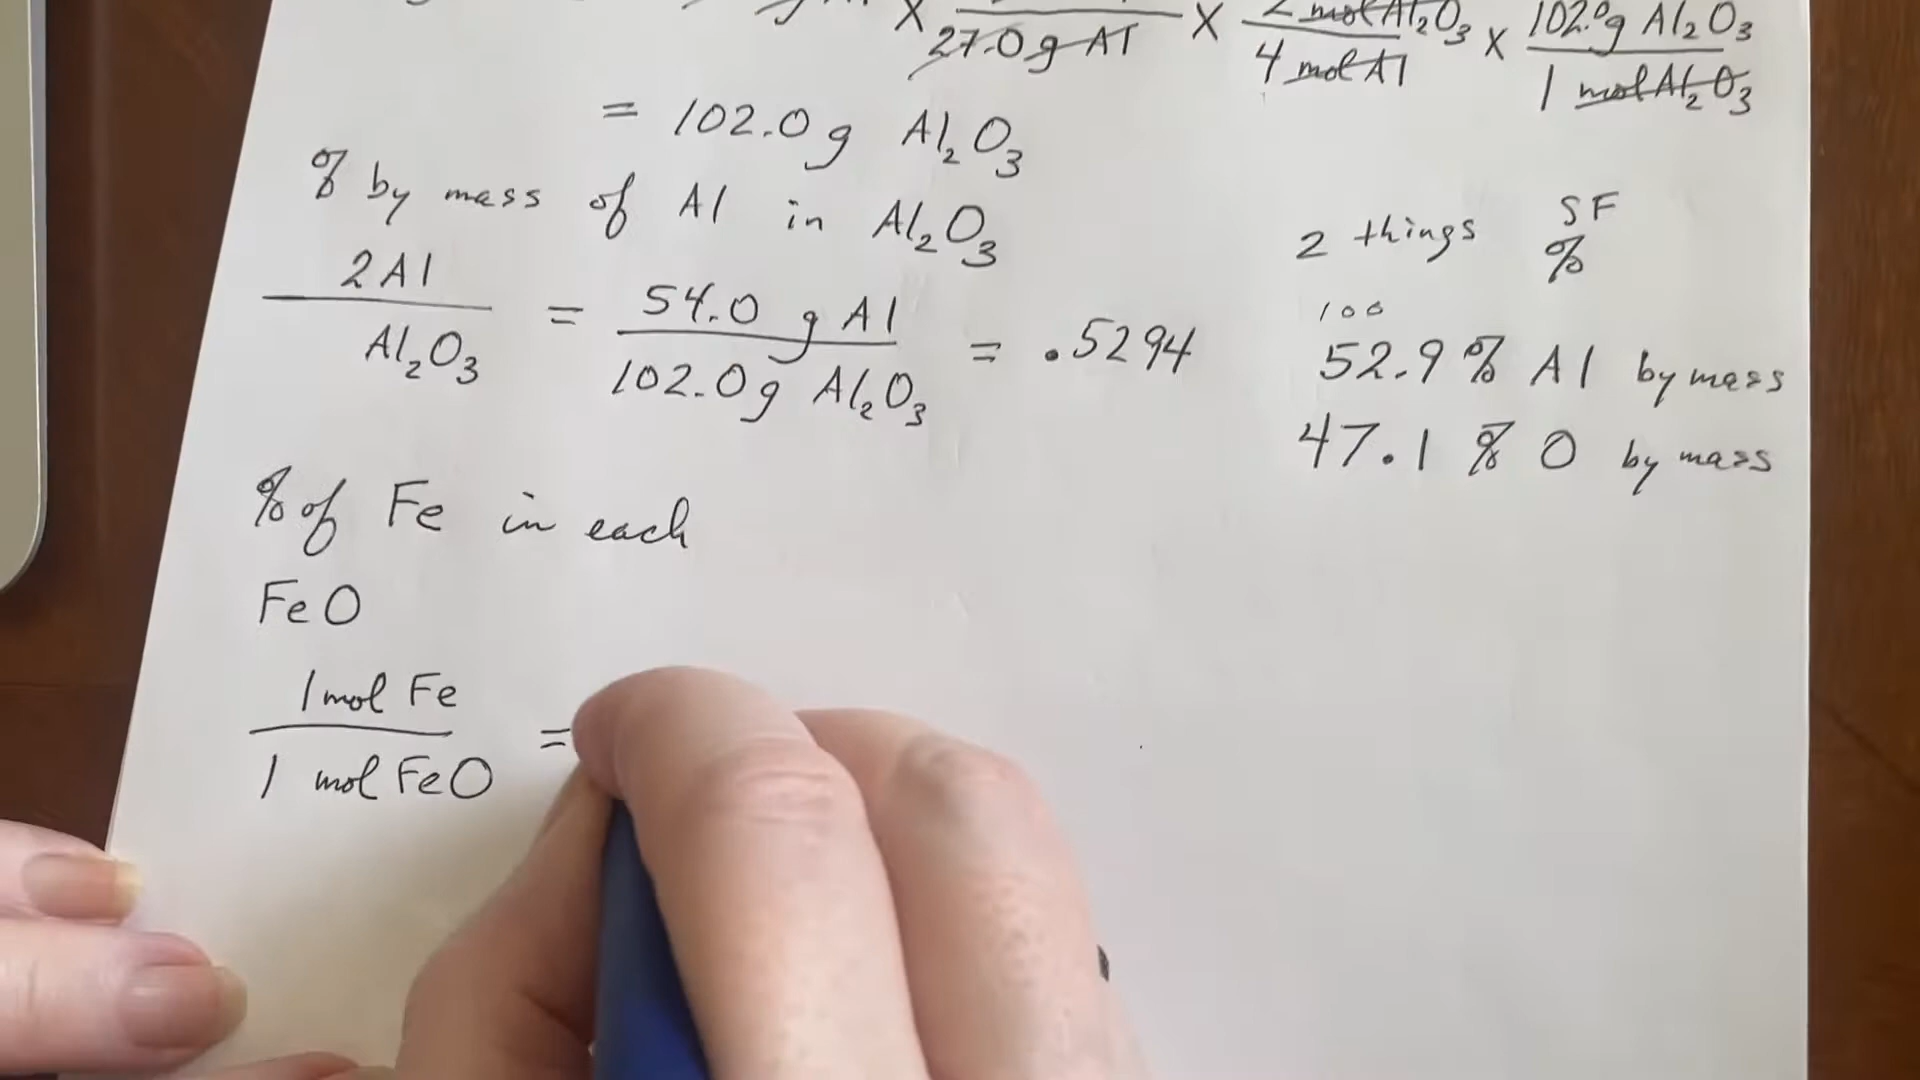 X 27.0 g Al X 2 mol Al₂O₃ X 102.0g Al₂O₃
4 mol Al 1 mol Al₂O₃
= 102.0 g Al₂O₃
% by mass of Al in Al₂O₃
2Al
Al₂O₃
= 54.0 g Al
102.0g Al₂O₃
= .5294
2 things SF
%
100
52.9 % Al by mass
47.1 % O by mass
% of Fe in each
FeO
1 mol Fe
1 mol FeO
=